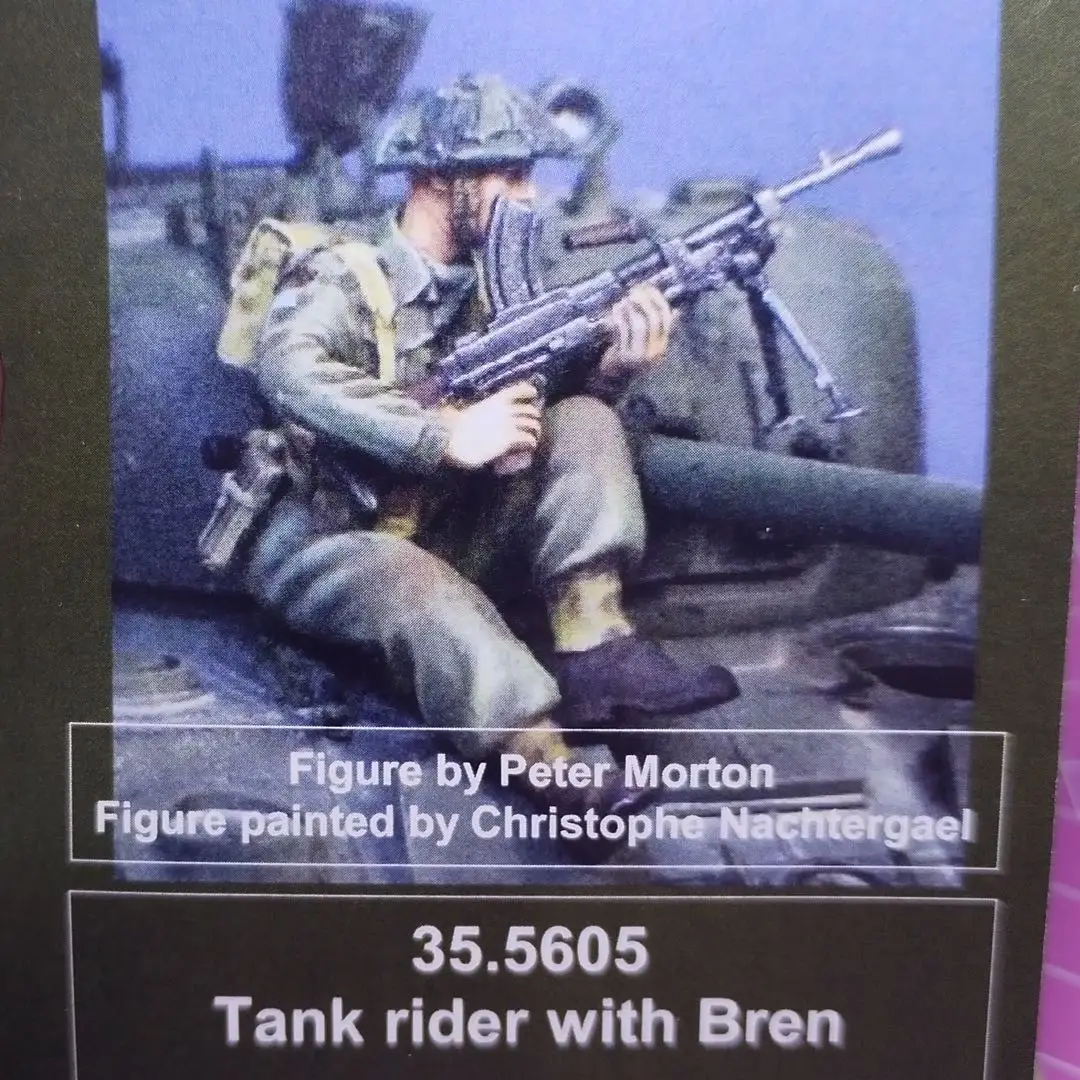 Figure by Peter Morton
Figure painted by Christophe Nachtergael
35.5605
Tank rider with Bren